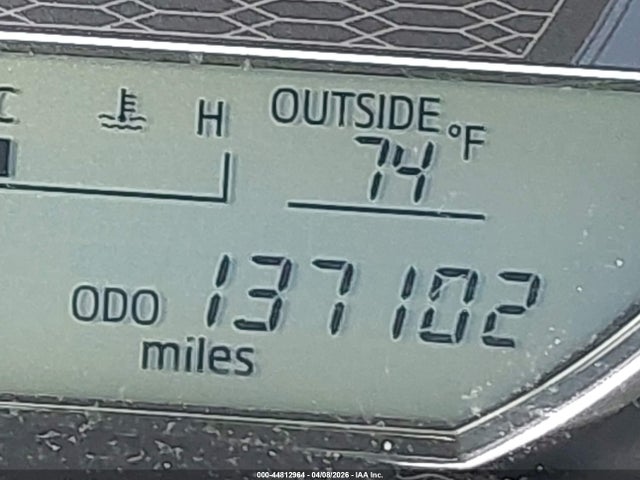 C H OUTSIDE
°F
74
ODO 137102
miles
000-44812964 - 04/08/2026 - IAA Inc.